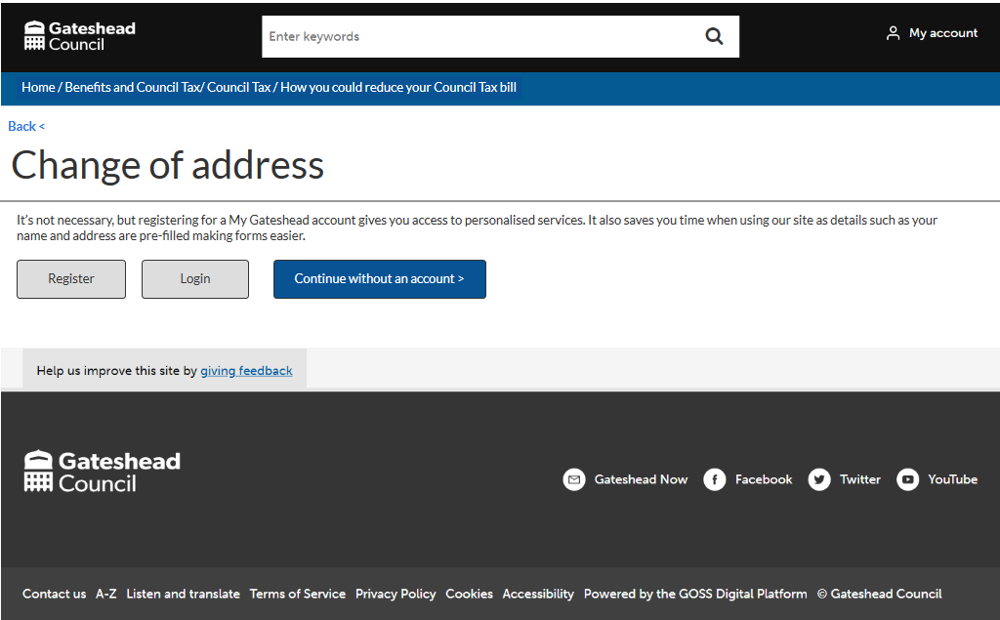 Gateshead
Council
Enter keywords
My account
Home / Benefits and Council Tax/ Council Tax / How you could reduce your Council Tax bill
Back <
Change of address
It's not necessary, but registering for a My Gateshead account gives you access to personalised services. It also saves you time when using our site as details such as your
name and address are pre-filled making forms easier.
Register
Login
Continue without an account >
Help us improve this site by giving feedback
Gateshead
Council
Gateshead Now
Facebook
Twitter
YouTube
Contact us A-Z Listen and translate Terms of Service Privacy Policy Cookies Accessibility Powered by the GOSS Digital Platform © Gateshead Council